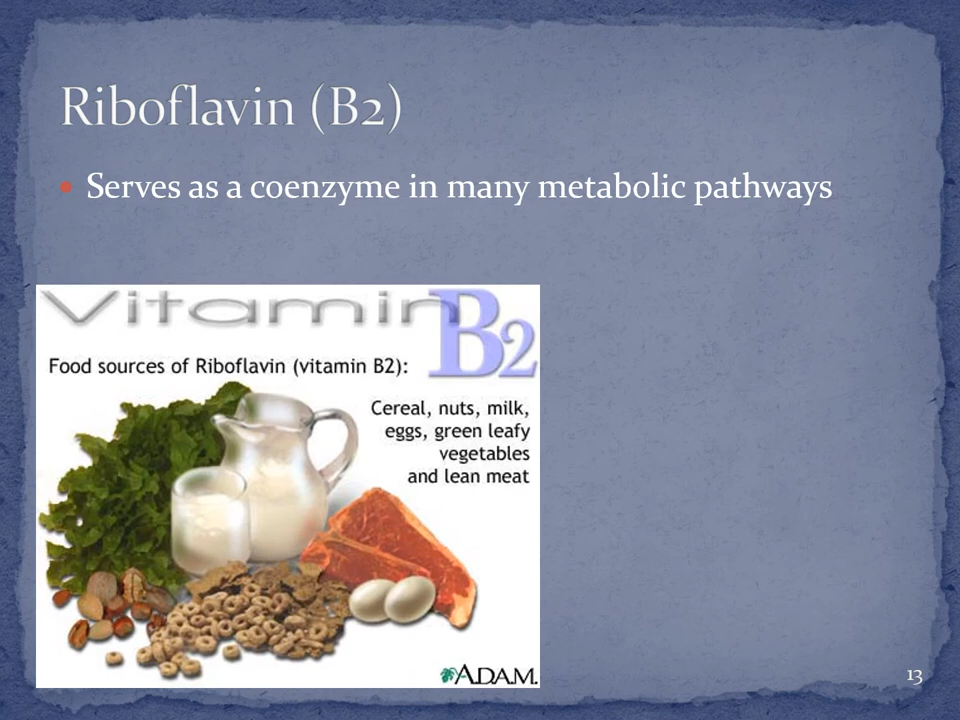 Riboflavin (B2)
Serves as a coenzyme in many metabolic pathways
Vitamin B2
Food sources of Riboflavin (vitamin B2):
Cereal, nuts, milk,
eggs, green leafy
vegetables
and lean meat
A.D.A.M.
13